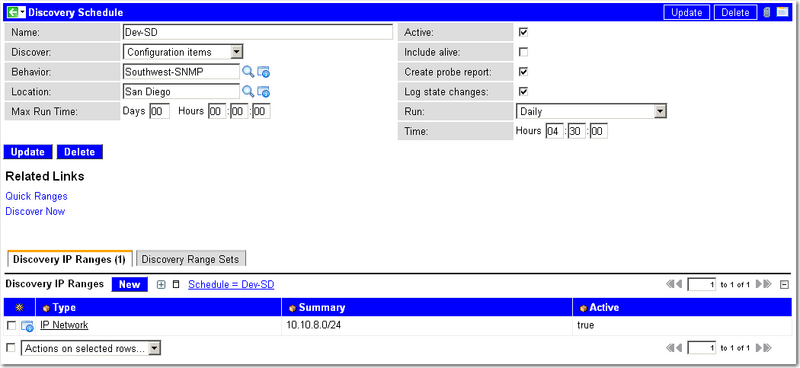 Discovery Schedule Update Delete
Name: Dev-SD Active:
Discover: Configuration items Include alive:
Behavior: Southwest-SNMP Create probe report:
Location: San Diego Log state changes:
Max Run Time: Days 00 Hours 00 : 00 : 00 Run: Daily
Time: Hours 04 : 30 : 00
Update Delete
Related Links
Quick Ranges
Discover Now
Discovery IP Ranges (1) Discovery Range Sets
Discovery IP Ranges New Schedule = Dev-SD 1 to 1 of 1
Type Summary Active
IP Network 10.10.8.0/24 true
Actions on selected rows... 1 to 1 of 1